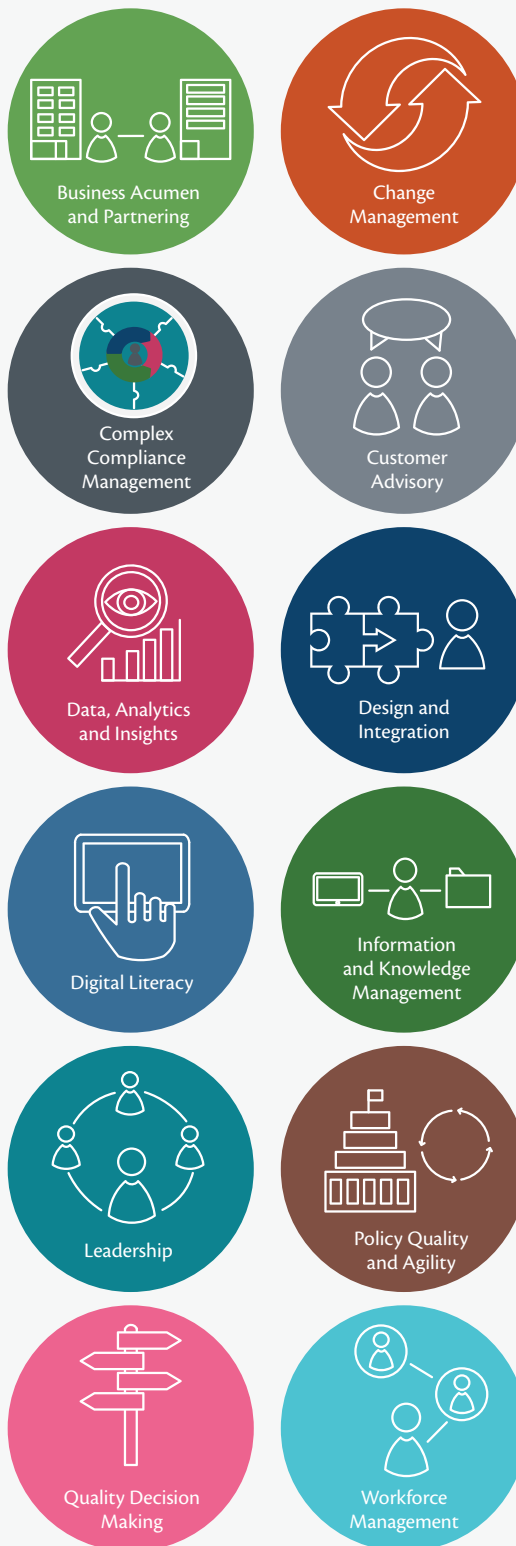 Business Acumen
and Partnering
Change
Management
Complex
Compliance
Management
Customer
Advisory
Data, Analytics
and Insights
Design and
Integration
Digital Literacy
Information
and Knowledge
Management
Leadership
Policy Quality
and Agility
Quality Decision
Making
Workforce
Management